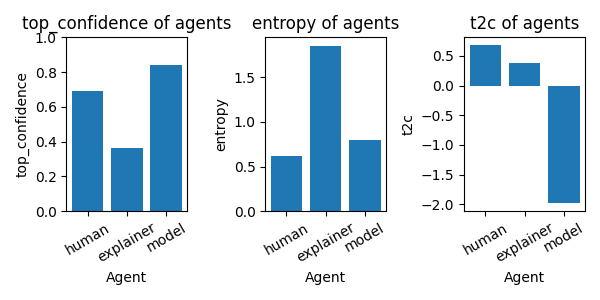 top_confidence of agents
top_confidence
1.0
0.8
0.6
0.4
0.2
0.0
human
explainer
model
Agent
entropy of agents
entropy
1.5
1.0
0.5
0.0
human
explainer
model
Agent
t2c of agents
t2c
0.5
0.0
−0.5
−1.0
−1.5
−2.0
human
explainer
model
Agent